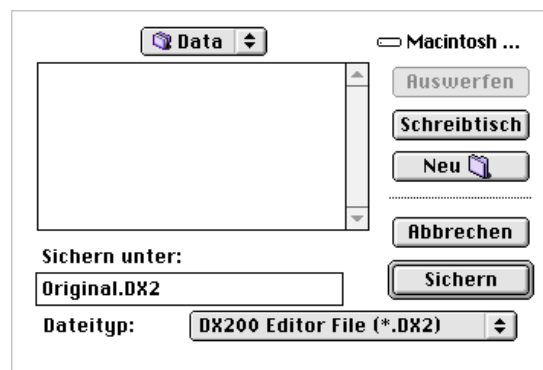 Data
Macintosh ...
Auswerfen
Schreibtisch
Neu
Abbrechen
Sichern unter:
Sichern
Original.DX2
Dateityp:
DX200 Editor File (*.DX2)